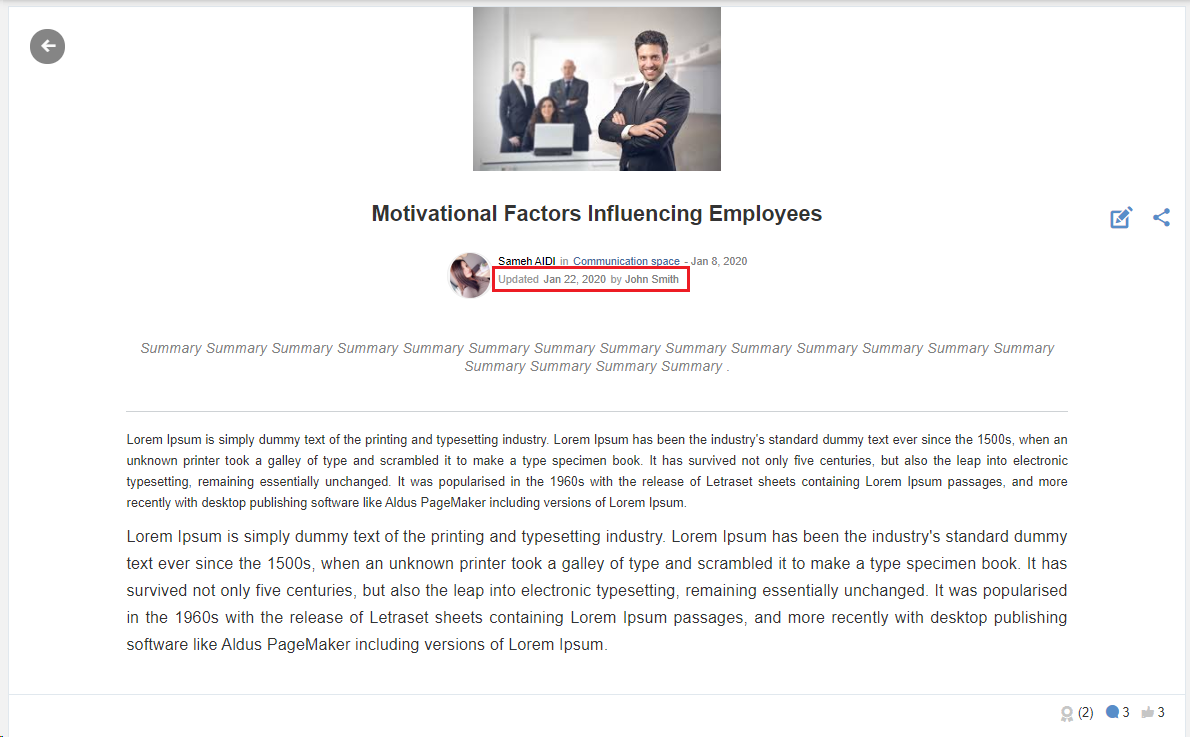 Motivational Factors Influencing Employees
Sameh AIDI in Communication space - Jan 8, 2020
Updated Jan 22, 2020 by John Smith
Summary Summary Summary Summary Summary Summary Summary Summary Summary Summary Summary Summary Summary Summary
Summary Summary Summary Summary .
Lorem Ipsum is simply dummy text of the printing and typesetting industry. Lorem Ipsum has been the industry's standard dummy text ever since the 1500s, when an
unknown printer took a galley of type and scrambled it to make a type specimen book. It has survived not only five centuries, but also the leap into electronic
typesetting, remaining essentially unchanged. It was popularised in the 1960s with the release of Letraset sheets containing Lorem Ipsum passages, and more
recently with desktop publishing software like Aldus PageMaker including versions of Lorem Ipsum.
Lorem Ipsum is simply dummy text of the printing and typesetting industry. Lorem Ipsum has been the industry's standard dummy
text ever since the 1500s, when an unknown printer took a galley of type and scrambled it to make a type specimen book. It has
survived not only five centuries, but also the leap into electronic typesetting, remaining essentially unchanged. It was popularised
in the 1960s with the release of Letraset sheets containing Lorem Ipsum passages, and more recently with desktop publishing
software like Aldus PageMaker including versions of Lorem Ipsum.
(2) 3 3